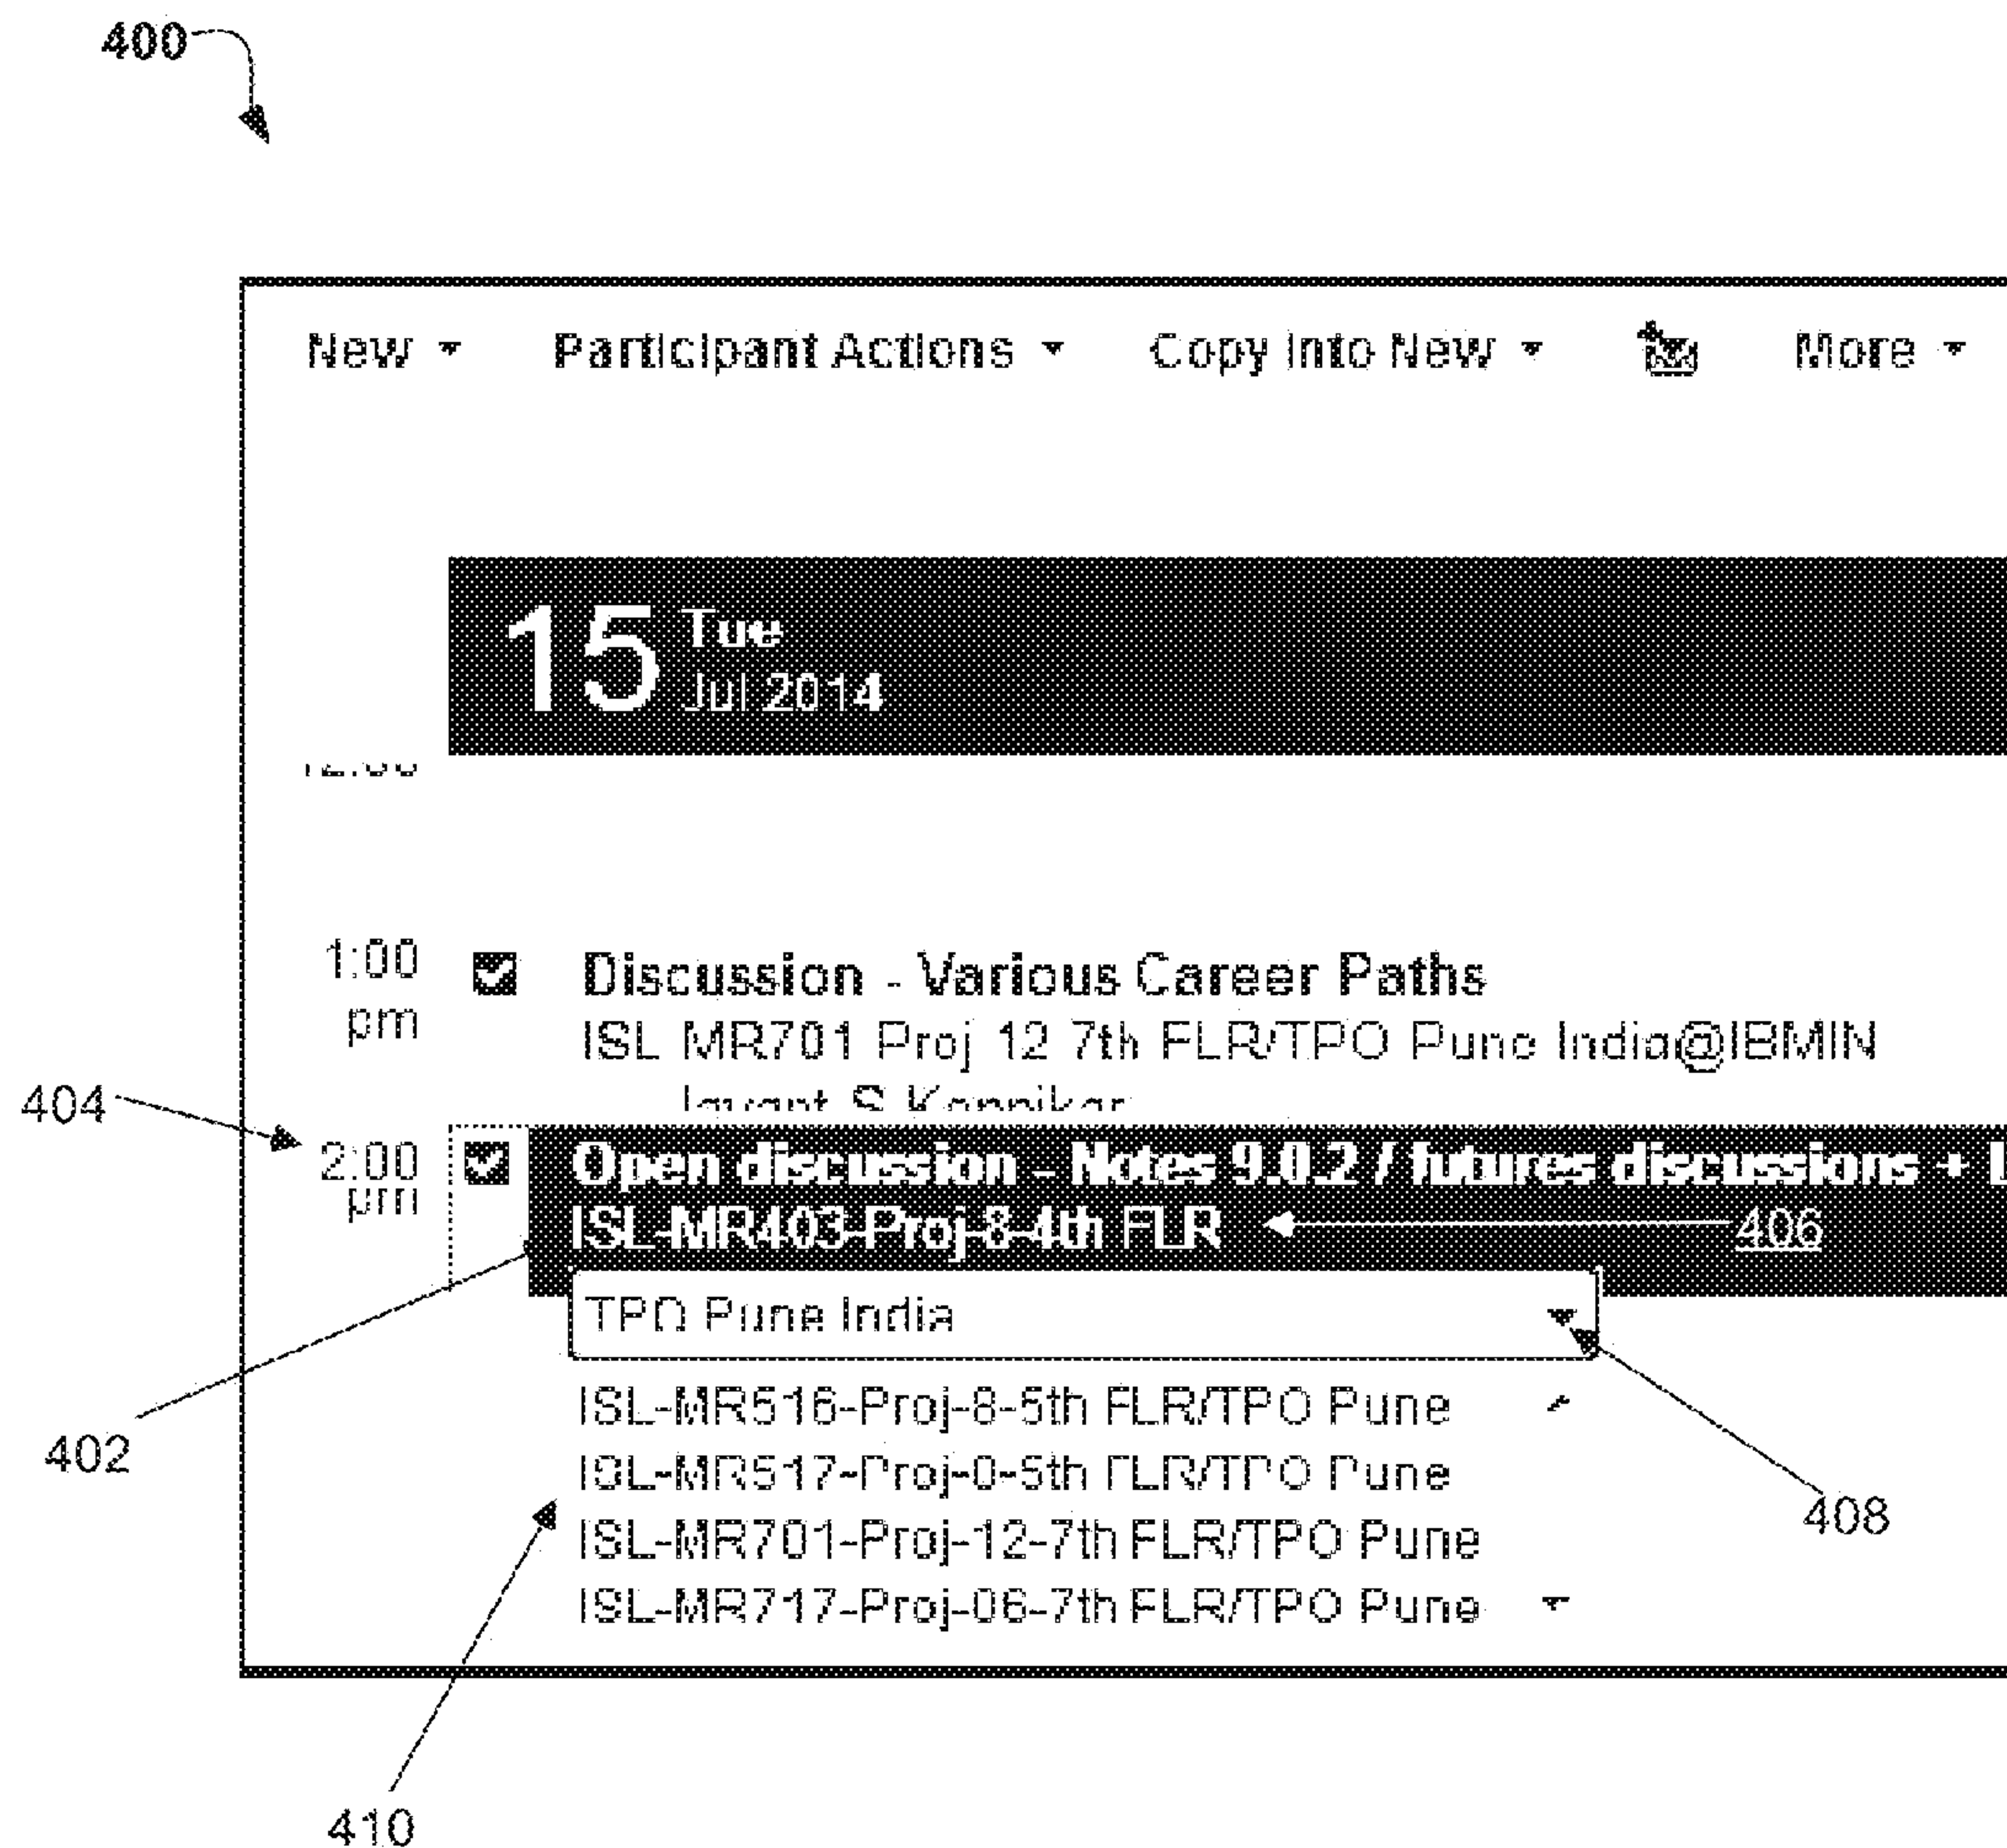 400
New Participant Actions Copy Into New More
15 Tue
Jul 2014
1:00 pm
Discussion - Various Career Paths
ISL MR701 Proj 12 7th FLR/TPO Pune India@IBMIN
404
2:00 pm
Open discussion - Notes 9.0.2 / futures discussions +
ISL-MR403-Proj-8-4th FLR
406
TPO Pune India
402
408
ISL-MR516-Proj-8-5th FLR/TPO Pune
ISL-MR517-Proj-0-5th FLR/TPO Pune
ISL-MR701-Proj-12-7th FLR/TPO Pune
ISL-MR717-Proj-06-7th FLR/TPO Pune
410